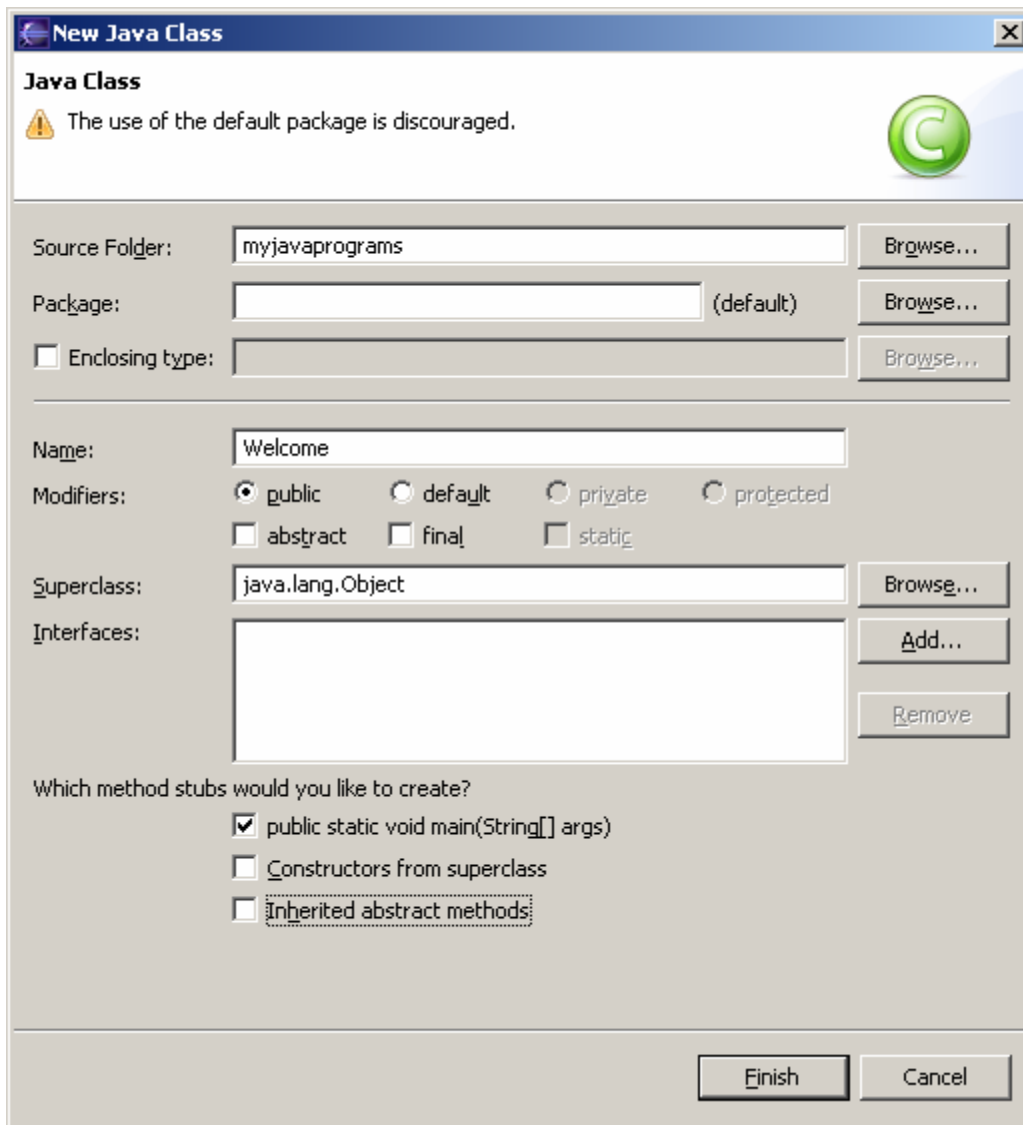 New Java Class
Java Class
The use of the default package is discouraged.
C
Source Folder: myjavaprograms Browse...
Package: (default) Browse...
Enclosing type: Browse...
Name: Welcome
Modifiers: public default private protected
abstract final static
Superclass: java.lang.Object Browse...
Interfaces: Add...
Remove
Which method stubs would you like to create?
public static void main(String[] args)
Constructors from superclass
Inherited abstract methods
Finish Cancel